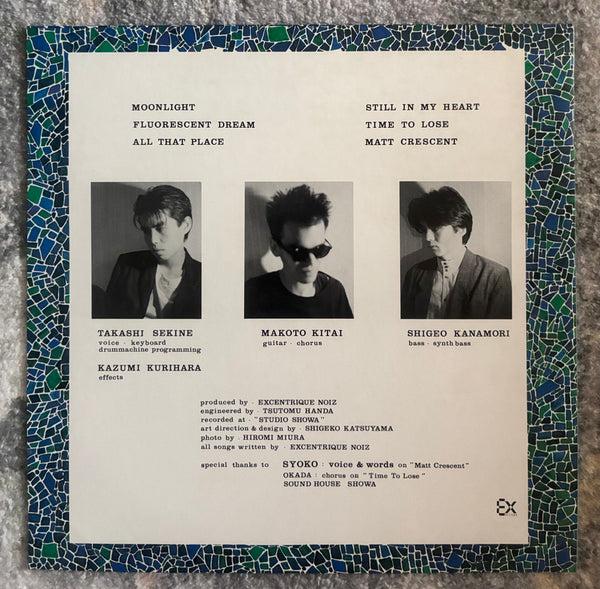 MOONLIGHT
FLUORESCENT DREAM
ALL THAT PLACE
STILL IN MY HEART
TIME TO LOSE
MATT CRESCENT
TAKASHI SEKINE
voice · keyboard
drummachine programming
KAZUMI KURIHARA
effects
MAKOTO KITAI
guitar · chorus
SHIGEO KANAMORI
bass · synth bass
produced by · EXCENTRIQUE NOIZ
engineered by · TSUTOMU HANDA
recorded at · "STUDIO SHOWA"
art direction & design by · SHIGEKO KATSUYAMA
photo by · HIROMI MIURA
all songs written by · EXCENTRIQUE NOIZ
special thanks to SYOKO : voice & words on "Matt Crescent"
OKADA : chorus on "Time To Lose"
SOUND HOUSE SHOWA
EX